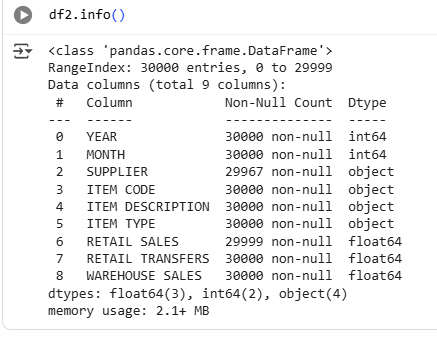 df2.info()
<class 'pandas.core.frame.DataFrame'>
RangeIndex: 30000 entries, 0 to 29999
Data columns (total 9 columns):
 #   Column            Non-Null Count  Dtype
---  ------            --------------  -----
 0   YEAR              30000 non-null  int64
 1   MONTH             30000 non-null  int64
 2   SUPPLIER          29967 non-null  object
 3   ITEM CODE         30000 non-null  object
 4   ITEM DESCRIPTION  30000 non-null  object
 5   ITEM TYPE         30000 non-null  object
 6   RETAIL SALES      29999 non-null  float64
 7   RETAIL TRANSFERS  30000 non-null  float64
 8   WAREHOUSE SALES   30000 non-null  float64
dtypes: float64(3), int64(2), object(4)
memory usage: 2.1+ MB